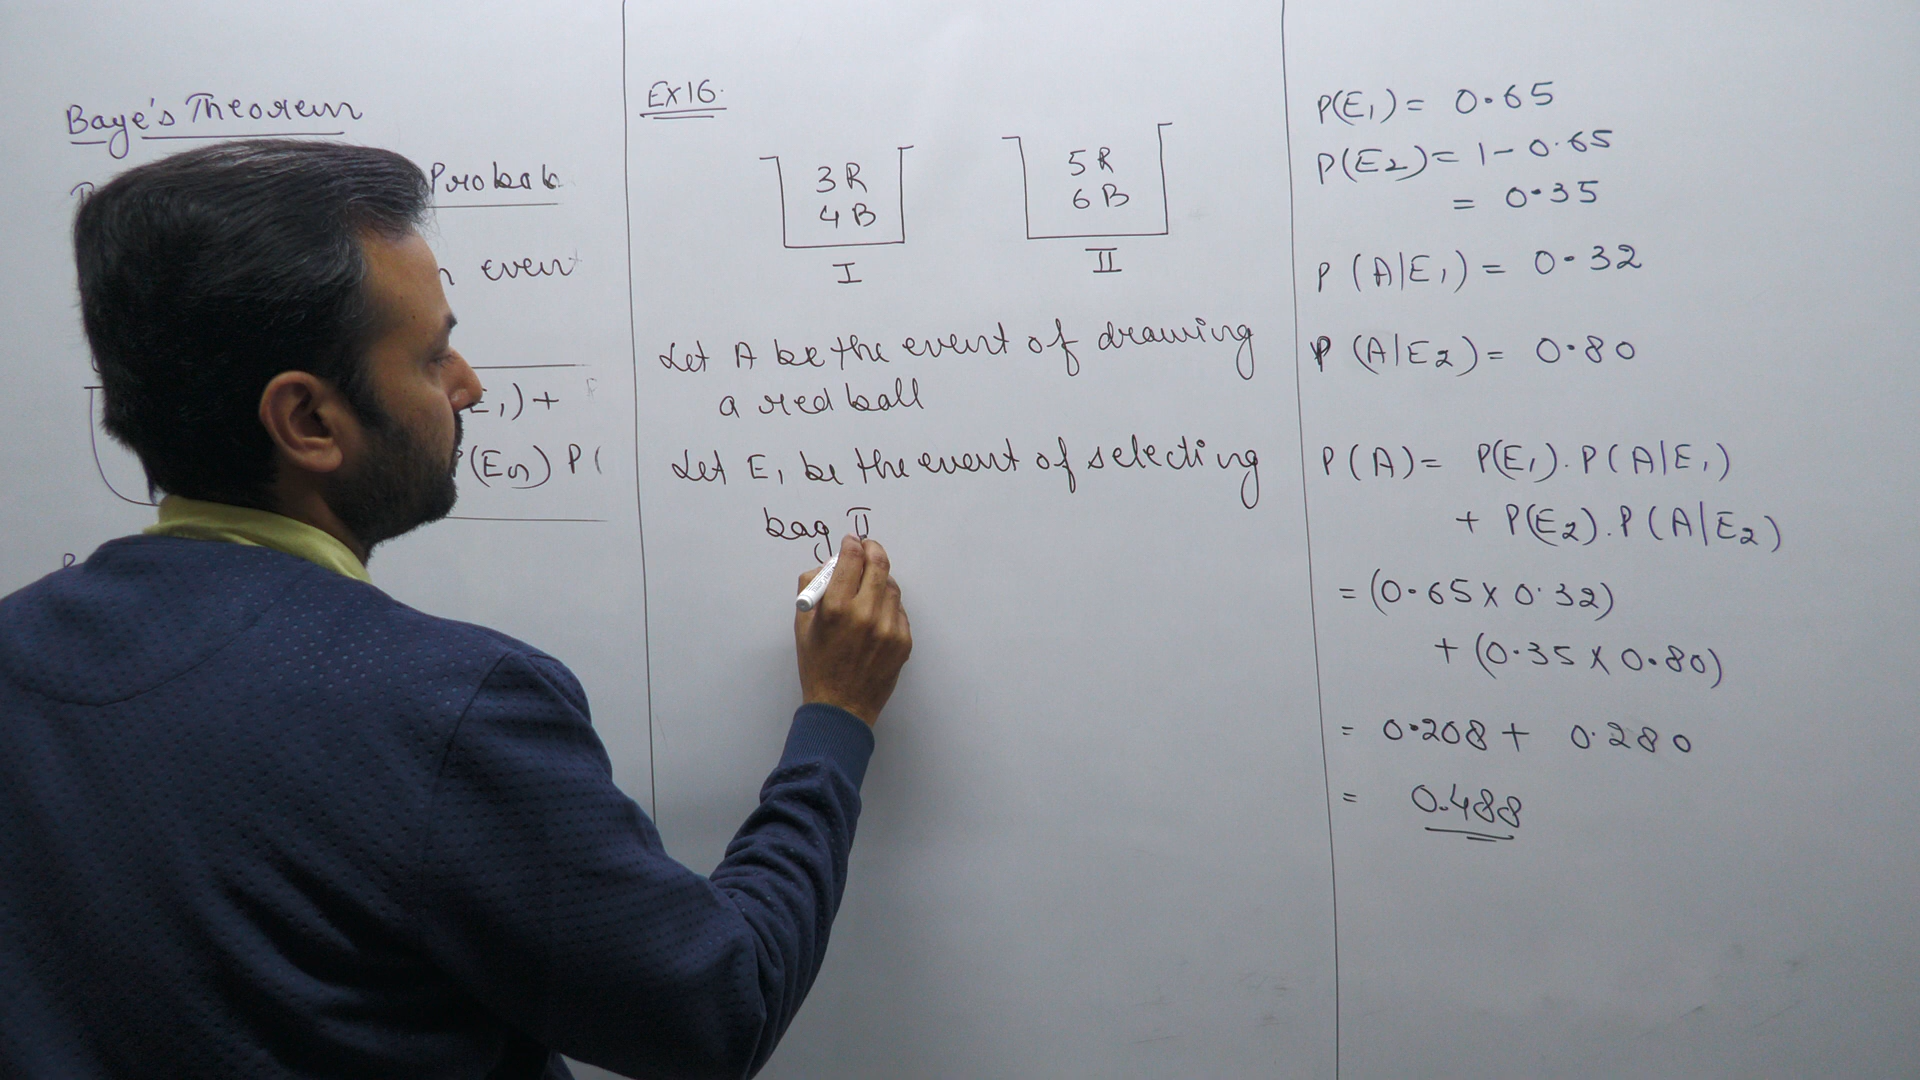 Baye's Theorem
Probab
event
E₁) +
P(Eₙ) P(
Ex16.
3R
4B
I
5R
6B
II
Let A be the event of drawing
a red ball
Let E₁ be the event of selecting
bag II
P(E₁) = 0.65
P(E₂) = 1 - 0.65
= 0.35
P(A|E₁) = 0.32
P(A|E₂) = 0.80
P(A) = P(E₁).P(A|E₁)
+ P(E₂).P(A|E₂)
= (0.65 x 0.32)
+ (0.35 x 0.80)
= 0.208 + 0.280
= 0.488